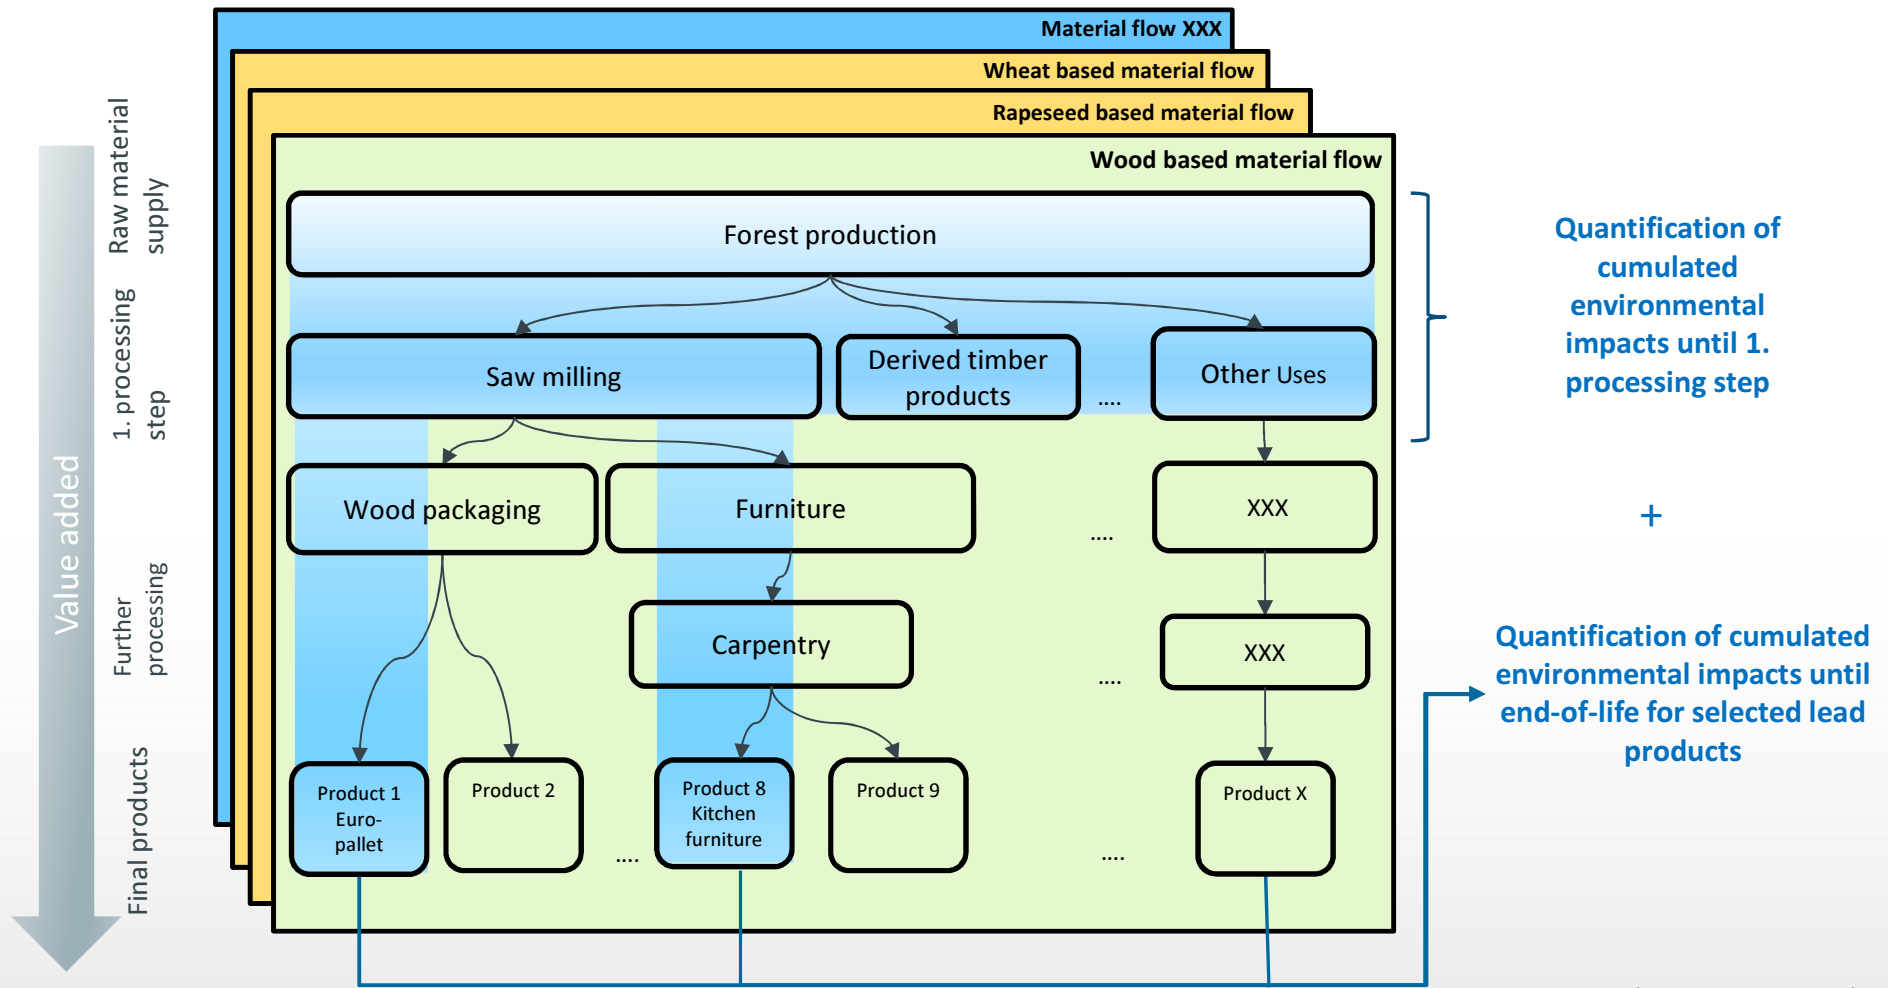 Material flow XXX
Wheat based material flow
Rapeseed based material flow
Wood based material flow
Value added
Raw material
supply
1. processing
step
Further
processing
Final products
Forest production
Saw milling
Derived timber
products
....
Other Uses
Wood packaging
Furniture
....
XXX
Carpentry
....
XXX
Product 1
Euro-
pallet
Product 2
....
Product 8
Kitchen
furniture
Product 9
....
Product X
Quantification of
cumulated
environmental
impacts until 1.
processing step
+
Quantification of cumulated
environmental impacts until
end-of-life for selected lead
products